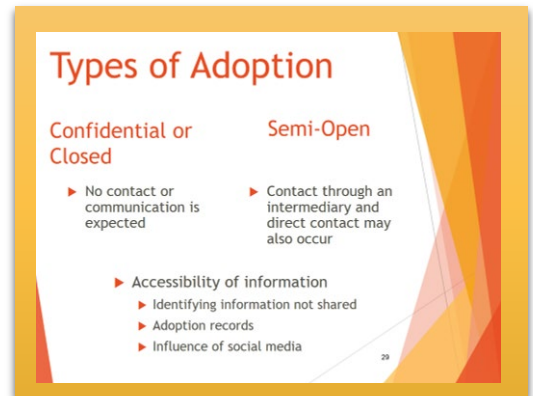 Types of Adoption
Confidential or
Closed
No contact or
communication is
expected
Semi-Open
Contact through an
intermediary and
direct contact may
also occur
Accessibility of information
Identifying information not shared
Adoption records
Influence of social media
29